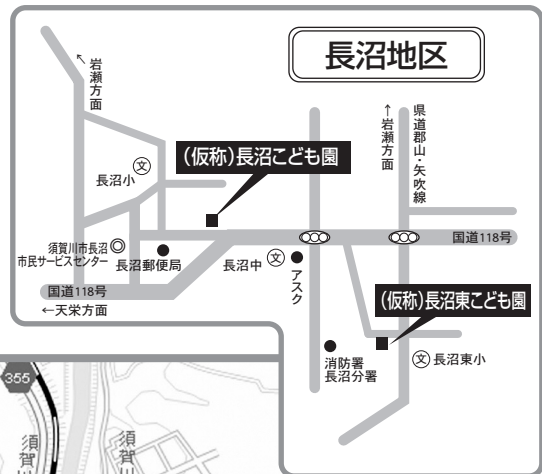 長沼地区
↑岩瀬方面
県道郡山・矢吹線
↑岩瀬方面
(仮称)長沼こども園
文
長沼小
須賀川市長沼
市民サービスセンター
長沼郵便局
長沼中
文
アスク
国道118号
国道118号
←天栄方面
(仮称)長沼東こども園
消防署
長沼分署
文
長沼東小
355
須賀
須賀川